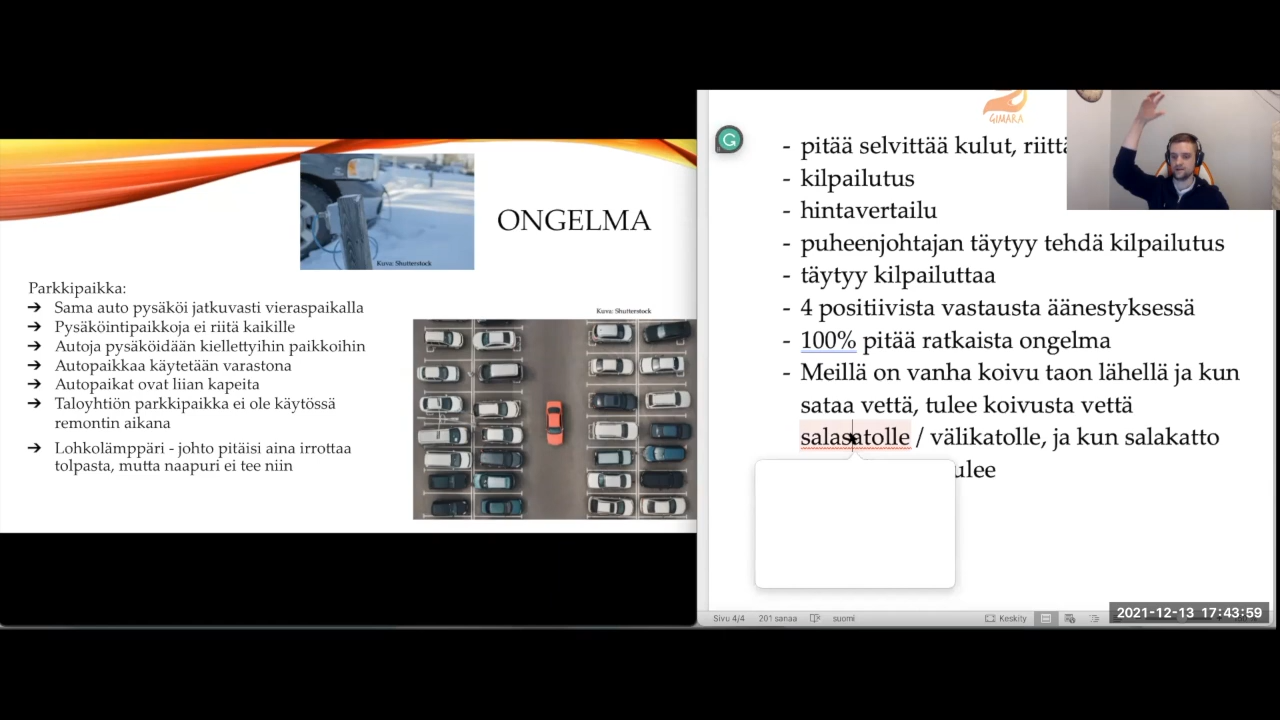 Kuva: Shutterstock
ONGELMA
Parkkipaikka:
➔ Sama auto pysäköi jatkuvasti vieraspaikalla
➔ Pysäköintipaikkoja ei riitä kaikille
➔ Autoja pysäköidään kiellettyihin paikkoihin
➔ Autopaikkaa käytetään varastona
➔ Autopaikat ovat liian kapeita
➔ Taloyhtiön parkkipaikka ei ole käytössä
remontin aikana
➔ Lohkolämppäri - johto pitäisi aina irrottaa
tolpasta, mutta naapuri ei tee niin
Kuva: Shutterstock
GIMARA
G
- pitää selvittää kulut,
- kilpailutus
- hintavertailu
- puheenjohtajan täytyy tehdä kilpailutus
- täytyy kilpailuttaa
- 4 positiivista vastausta äänestyksessä
- 100% pitää ratkaista ongelma
- Meillä on vanha koivu taon lähellä ja kun
sataa vettä, tulee koivusta vettä
salasatolle / välikatolle, ja kun salakatto
ulee
Sivu 4/4 201 sanaa suomi Keskity
2021-12-13 17:43:59